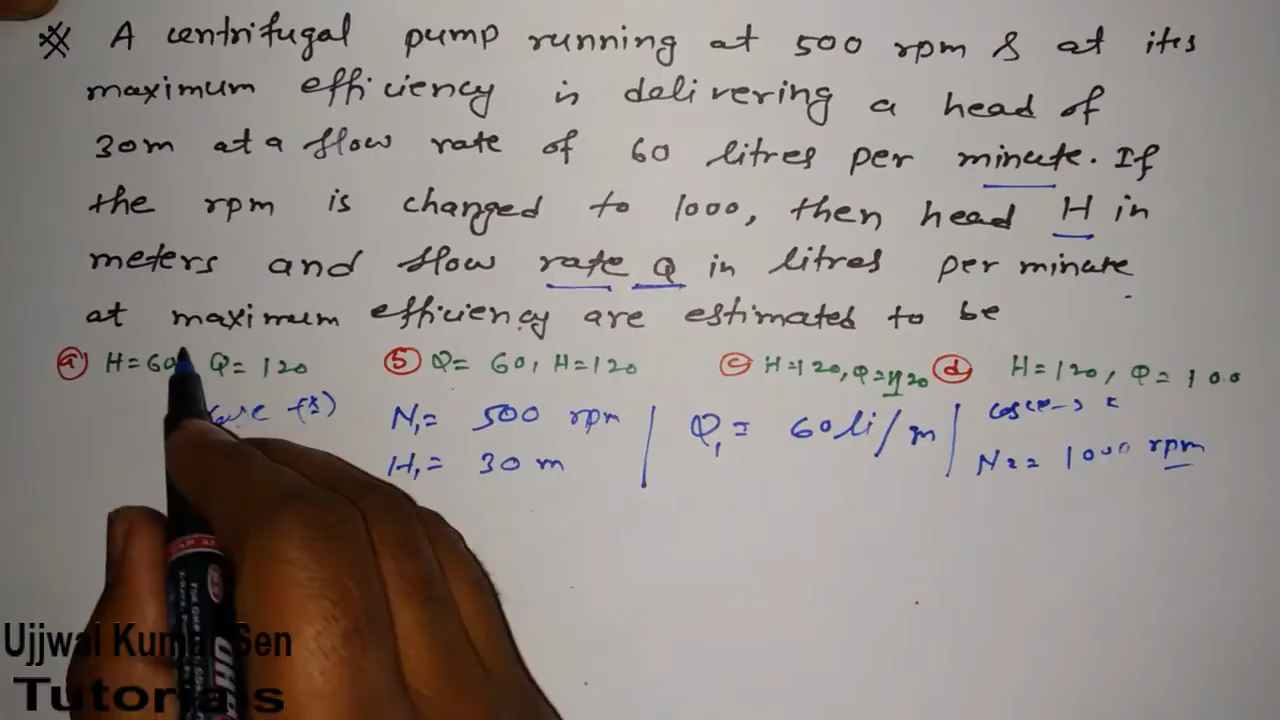 ※ A centrifugal pump running at 500 rpm & at its
maximum efficiency is delivering a head of
30m at a flow rate of 60 litres per minute. If
the rpm is changed to 1000, then head H in
meters and flow rate Q in litres per minute
at maximum efficiency are estimated to be
ⓐ H=60 Q=120 ⓑ Q= 60, H=120 ⓒ H=120, Q=120 ⓓ H=120, Q=100
N₁= 500 rpm Q₁= 60 li/m
H₁= 30 m N2= 1000 rpm
Ujjwal Kumar Sen
Tutorials